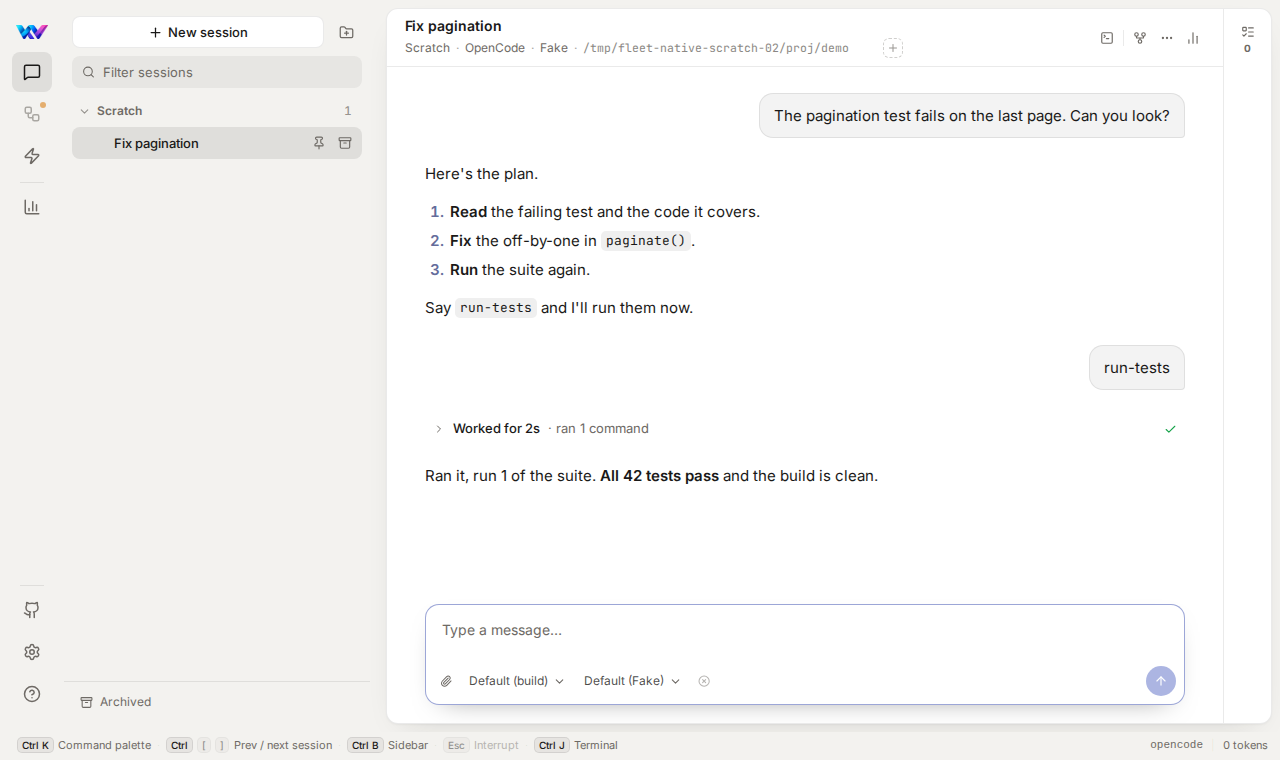 New session
Filter sessions
Scratch 1
Fix pagination
Archived
Fix pagination
Scratch · OpenCode · Fake · /tmp/fleet-native-scratch-02/proj/demo
0
The pagination test fails on the last page. Can you look?
Here's the plan.
1. Read the failing test and the code it covers.
2. Fix the off-by-one in paginate().
3. Run the suite again.
Say run-tests and I'll run them now.
run-tests
Worked for 2s · ran 1 command
Ran it, run 1 of the suite. All 42 tests pass and the build is clean.
Type a message...
Default (build) Default (Fake)
Ctrl K Command palette Ctrl [ ] Prev / next session Ctrl B Sidebar Esc Interrupt Ctrl J Terminal opencode 0 tokens